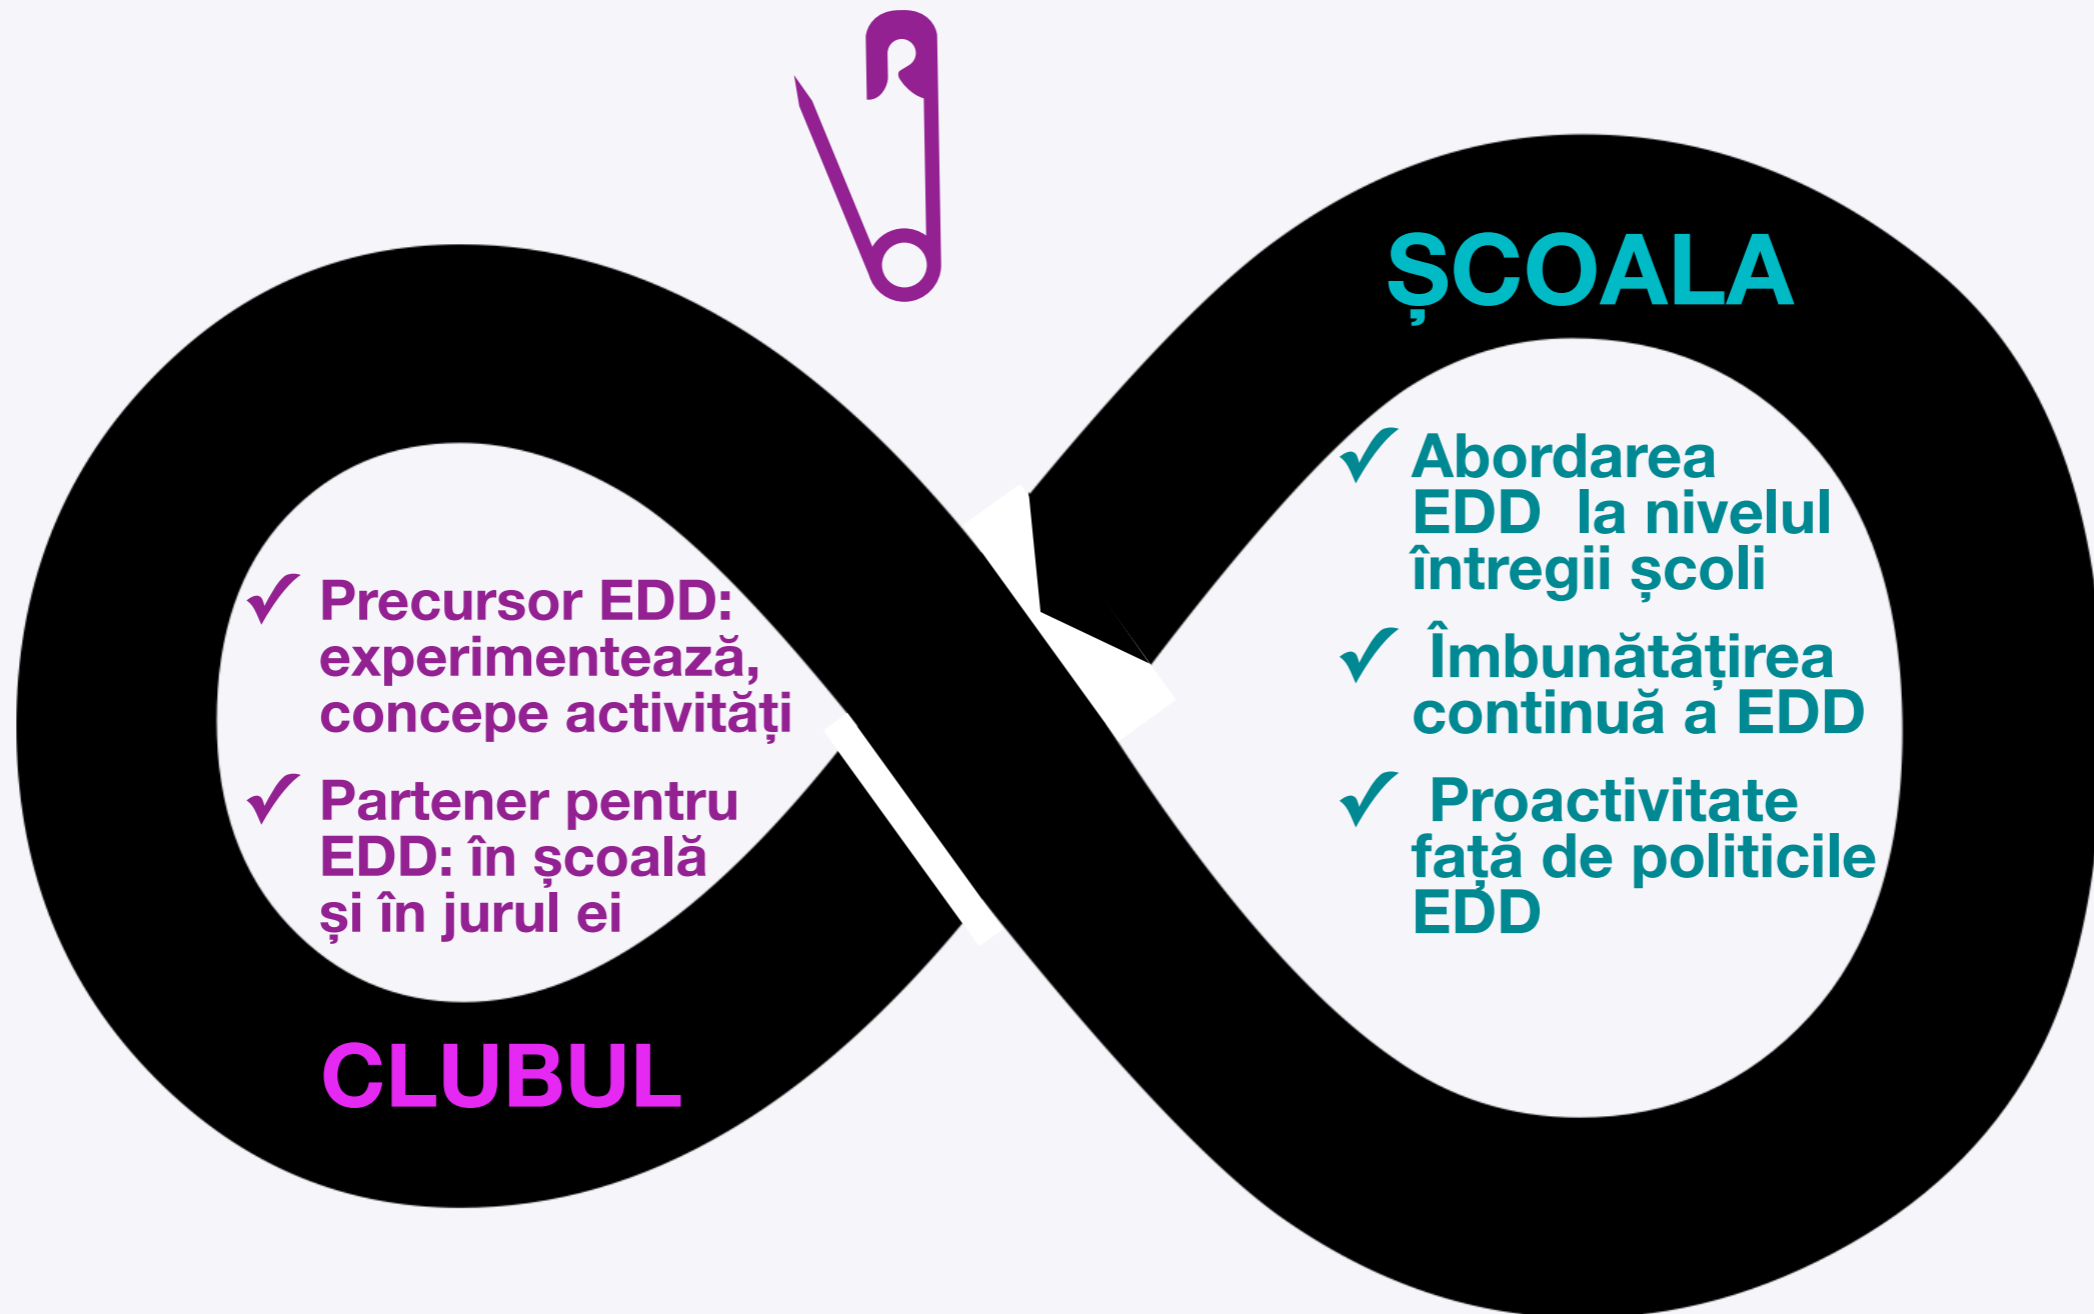 ȘCOALA
Abordarea
EDD la nivelul
întregii școli
Îmbunătățirea
continuă a EDD
Proactivitate
față de politicile
EDD
Precursor EDD:
experimentează,
concepe activități
Partener pentru
EDD: în școală
și în jurul ei
CLUBUL